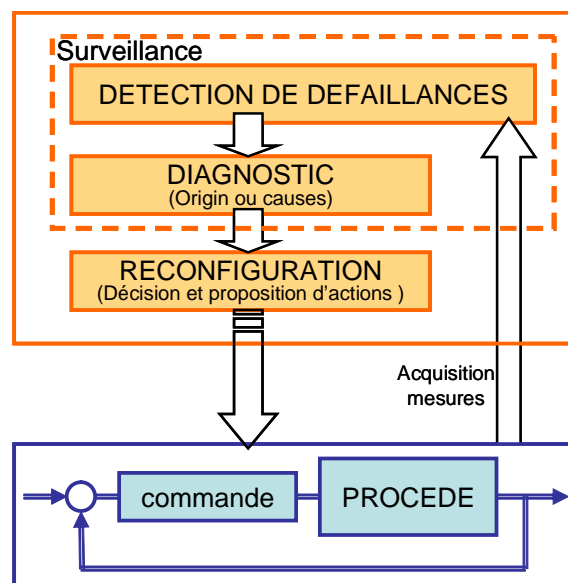 Surveillance
DETECTION DE DEFAILLANCES
DIAGNOSTIC
(Origin ou causes)
RECONFIGURATION
(Décision et proposition d'actions )
Acquisition
mesures
commande
PROCEDE